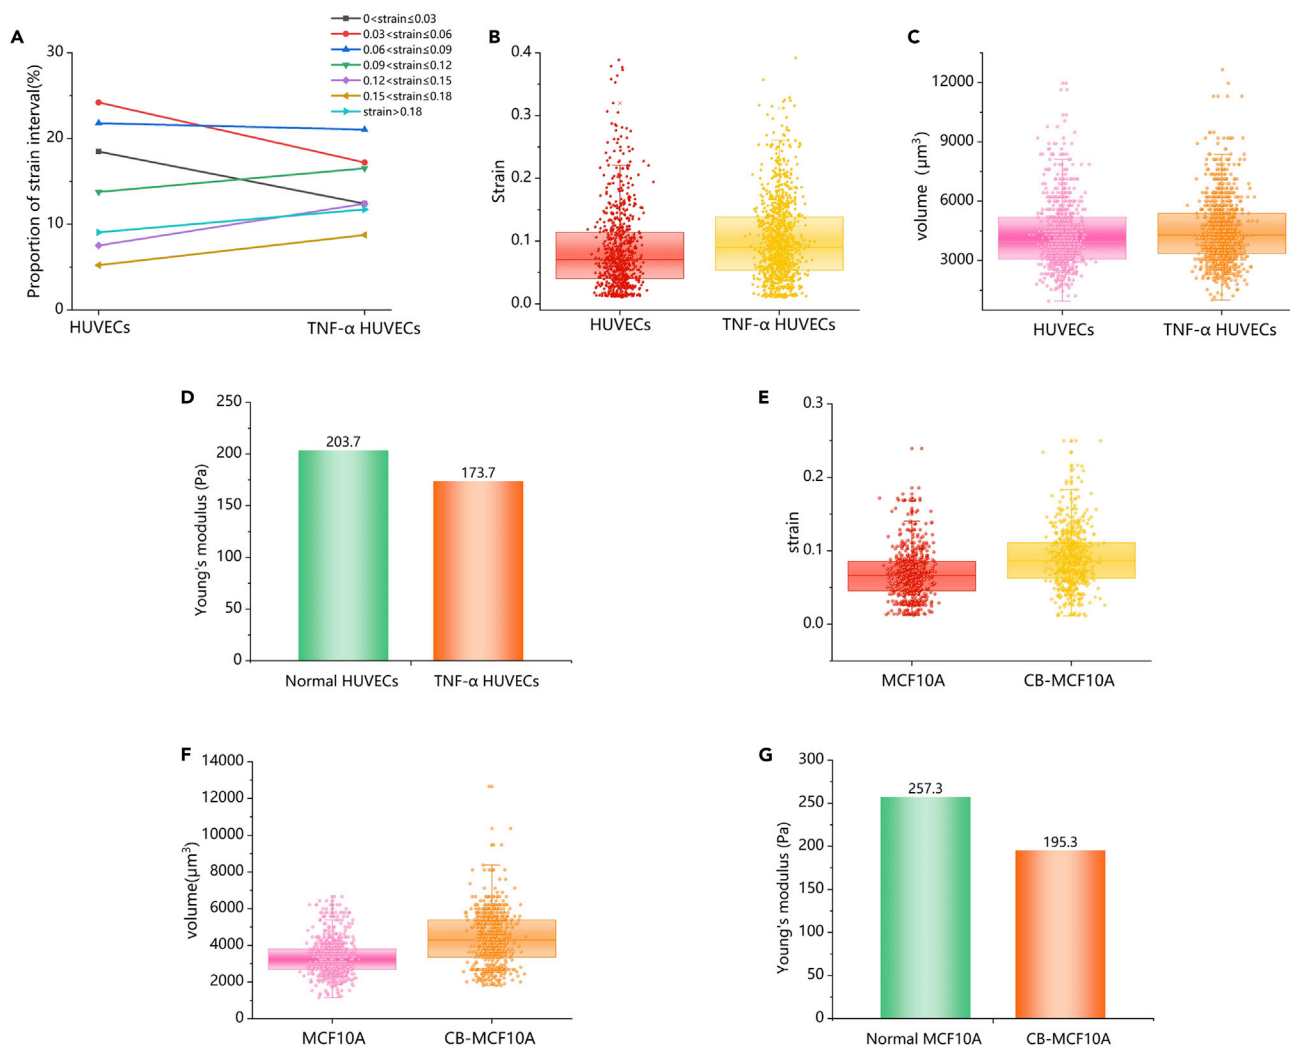 A
0<strain≤0.03
0.03<strain≤0.06
0.06<strain≤0.09
0.09<strain≤0.12
0.12<strain≤0.15
0.15<strain≤0.18
strain>0.18
Proportion of strain interval(%)
30
20
10
0
HUVECs
TNF-α HUVECs
B
Strain
0.4
0.3
0.2
0.1
0.0
HUVECs
TNF-α HUVECs
C
volume (μm³)
12000
9000
6000
3000
HUVECs
TNF-α HUVECs
D
Young's modulus (Pa)
250
200
150
100
50
0
203.7
173.7
Normal HUVECs
TNF-α HUVECs
E
strain
0.3
0.2
0.1
0.0
MCF10A
CB-MCF10A
F
volume(μm³)
14000
12000
10000
8000
6000
4000
2000
0
MCF10A
CB-MCF10A
G
Young's modulus (Pa)
300
250
200
150
100
50
0
257.3
195.3
Normal MCF10A
CB-MCF10A